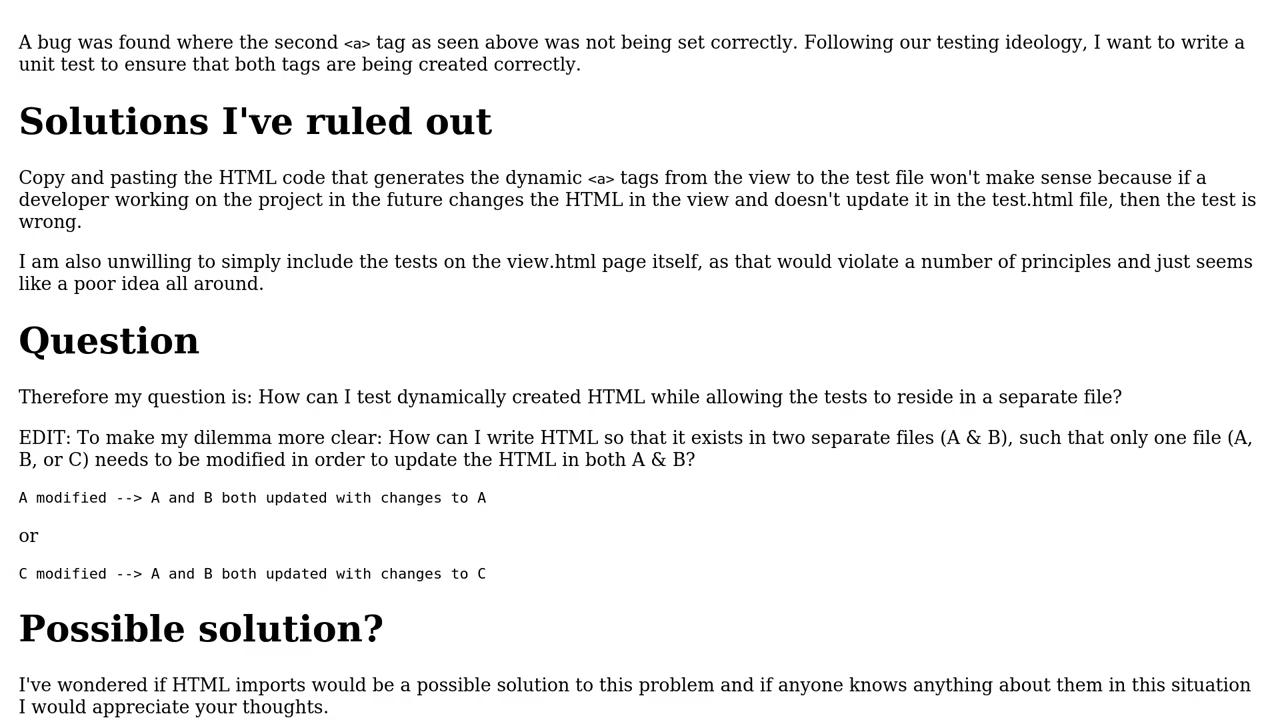 A bug was found where the second <a> tag as seen above was not being set correctly. Following our testing ideology, I want to write a
unit test to ensure that both tags are being created correctly.
Solutions I've ruled out
Copy and pasting the HTML code that generates the dynamic <a> tags from the view to the test file won't make sense because if a
developer working on the project in the future changes the HTML in the view and doesn't update it in the test.html file, then the test is
wrong.
I am also unwilling to simply include the tests on the view.html page itself, as that would violate a number of principles and just seems
like a poor idea all around.
Question
Therefore my question is: How can I test dynamically created HTML while allowing the tests to reside in a separate file?
EDIT: To make my dilemma more clear: How can I write HTML so that it exists in two separate files (A & B), such that only one file (A,
B, or C) needs to be modified in order to update the HTML in both A & B?
A modified --> A and B both updated with changes to A
or
C modified --> A and B both updated with changes to C
Possible solution?
I've wondered if HTML imports would be a possible solution to this problem and if anyone knows anything about them in this situation
I would appreciate your thoughts.